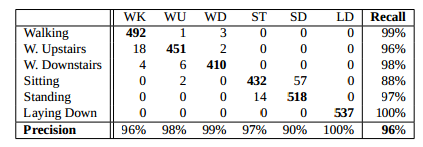 WK WU WD ST SD LD Recall
Walking 492 1 3 0 0 0 99%
W. Upstairs 18 451 2 0 0 0 96%
W. Downstairs 4 6 410 0 0 0 98%
Sitting 0 2 0 432 57 0 88%
Standing 0 0 0 14 518 0 97%
Laying Down 0 0 0 0 0 537 100%
Precision 96% 98% 99% 97% 90% 100% 96%